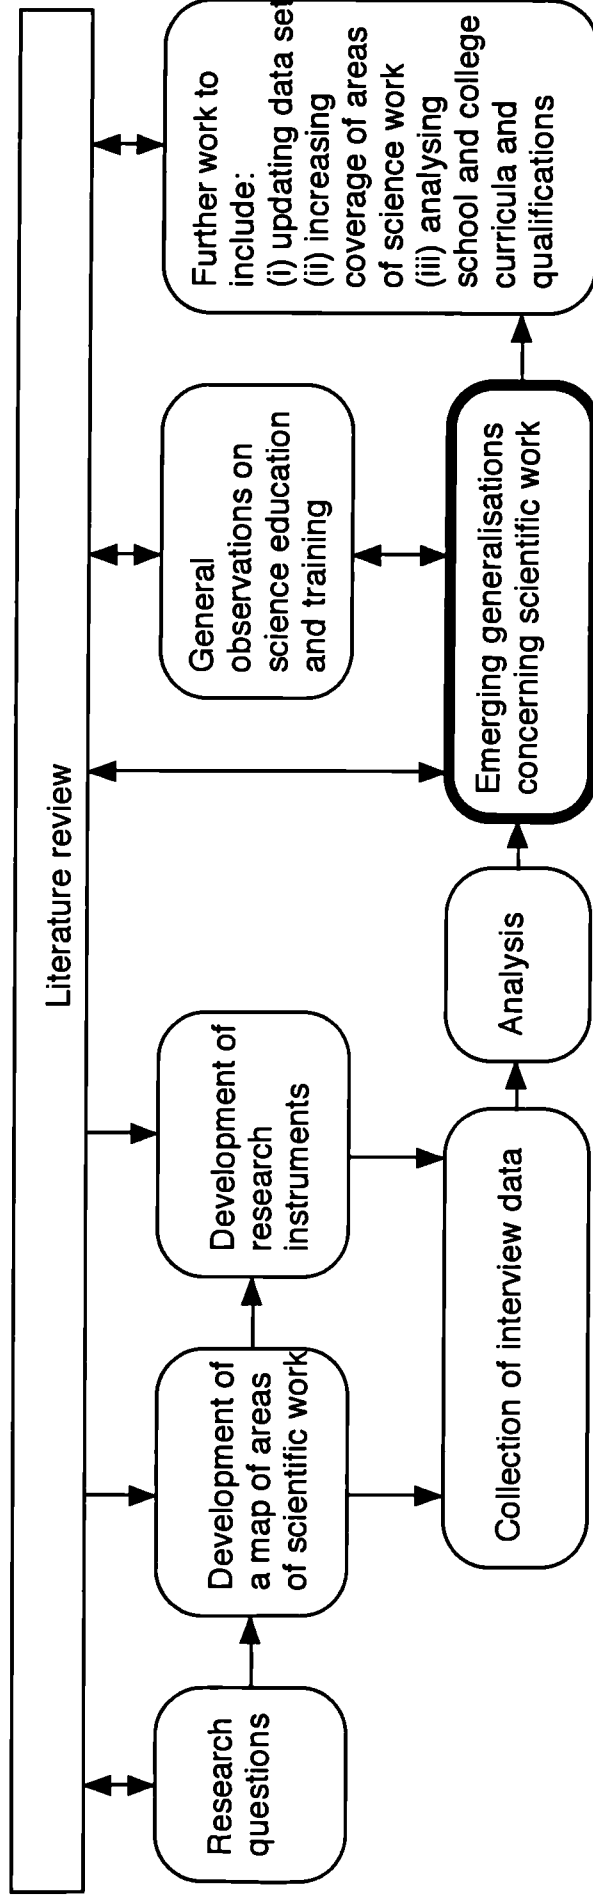 Literature review
Research
questions
Development of
a map of areas
of scientific work
Development of
research
instruments
Collection of interview data
Analysis
General
observations on
science education
and training
Emerging generalisations
concerning scientific work
Further work to
include:
(i) updating data set
(ii) increasing
coverage of areas
of science work
(iii) analysing
school and college
curricula and
qualifications